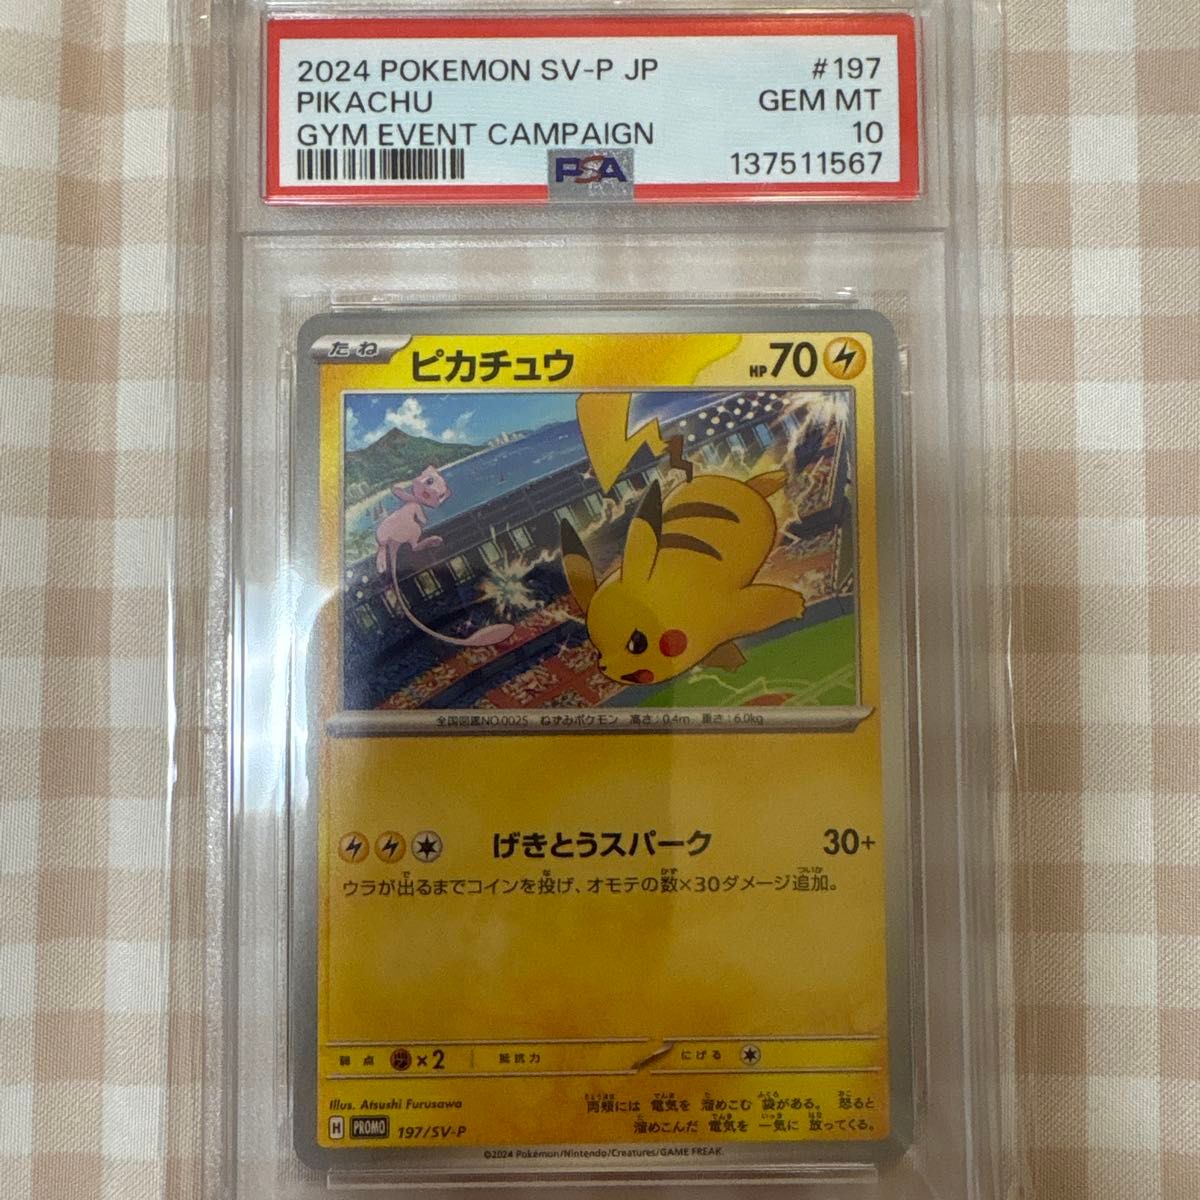 2024 POKEMON SV-P JP #197
PIKACHU GEM MT
GYM EVENT CAMPAIGN 10
PSA 137511567
たね ピカチュウ HP70
全国図鑑NO.0025 ねずみポケモン 高さ:0.4m 重さ:6.0kg
げきとうスパーク 30+
ウラが出るまでコインを投げ、オモテの数×30ダメージ追加。
弱点 ×2 抵抗力 にげる
Illus. Atsushi Furusawa
両頬には 電気を 溜めこむ 袋がある。 怒ると
溜めこんだ 電気を 一気に 放ってくる。
H PROMO 197/SV-P
©2024 Pokémon/Nintendo/Creatures/GAME FREAK.